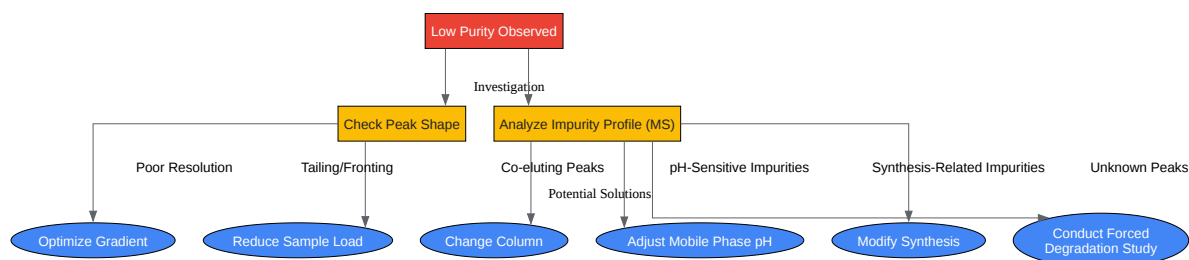 Low Purity Observed
Investigation
Check Peak Shape
Analyze Impurity Profile (MS)
Poor Resolution
Tailing/Fronting
Co-eluting Peaks
pH-Sensitive Impurities
Synthesis-Related Impurities
Unknown Peaks
Potential Solutions
Optimize Gradient
Reduce Sample Load
Change Column
Adjust Mobile Phase pH
Modify Synthesis
Conduct Forced
Degradation Study